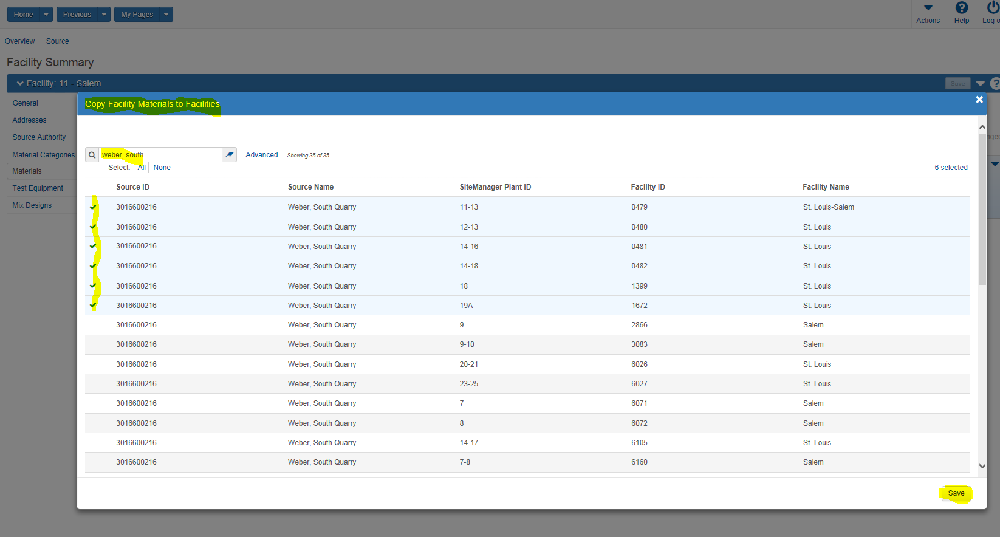 Home Previous My Pages
Actions Help Log o
Overview Source
Facility Summary
Facility: 11 - Salem Save
General
Addresses
Source Authority
Material Categories
Materials
Test Equipment
Mix Designs
nged
Copy Facility Materials to Facilities
weber, south Advanced Showing 35 of 35
Select: All None 6 selected
Source ID Source Name SiteManager Plant ID Facility ID Facility Name
3016600216 Weber, South Quarry 11-13 0479 St. Louis-Salem
3016600216 Weber, South Quarry 12-13 0480 St. Louis
3016600216 Weber, South Quarry 14-16 0481 St. Louis
3016600216 Weber, South Quarry 14-18 0482 St. Louis
3016600216 Weber, South Quarry 18 1399 St. Louis
3016600216 Weber, South Quarry 19A 1672 St. Louis
3016600216 Weber, South Quarry 9 2866 Salem
3016600216 Weber, South Quarry 9-10 3083 Salem
3016600216 Weber, South Quarry 20-21 6026 St. Louis
3016600216 Weber, South Quarry 23-25 6027 St. Louis
3016600216 Weber, South Quarry 7 6071 Salem
3016600216 Weber, South Quarry 8 6072 Salem
3016600216 Weber, South Quarry 14-17 6105 St. Louis
3016600216 Weber, South Quarry 7-8 6160 Salem
Save